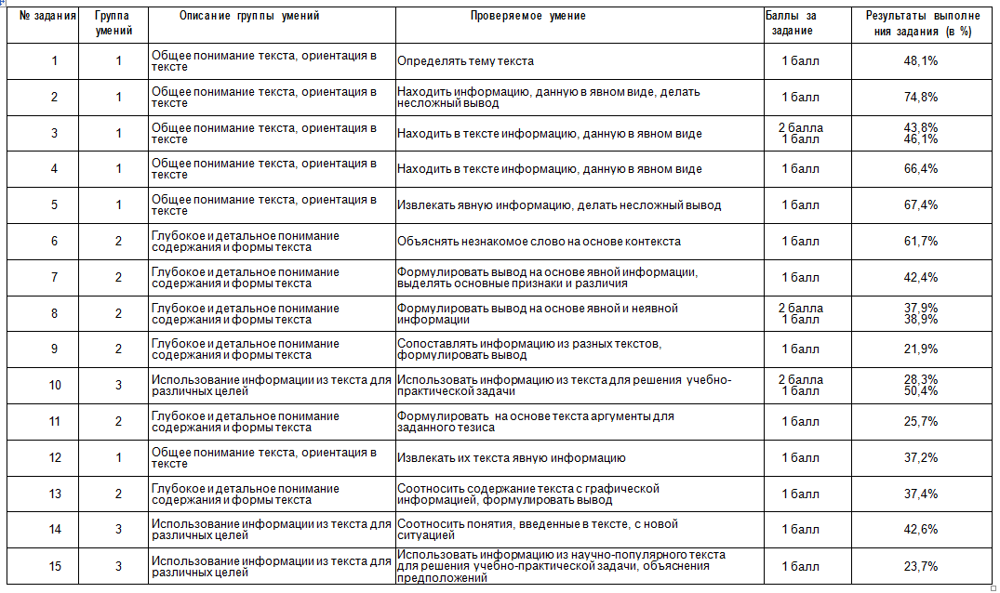 № задания
Группа
умений
Описание группы умений
Проверяемое умение
Баллы за
задание
Результаты выполне
ния задания (в %)
1
1
Общее понимание текста, ориентация в
тексте
Определять тему текста
1 балл
48,1%
2
1
Общее понимание текста, ориентация в
тексте
Находить информацию, данную в явном виде, делать
несложный вывод
1 балл
74,8%
3
1
Общее понимание текста, ориентация в
тексте
Находить в тексте информацию, данную в явном виде
2 балла
1 балл
43,8%
46,1%
4
1
Общее понимание текста, ориентация в
тексте
Находить в тексте информацию, данную в явном виде
1 балл
66,4%
5
1
Общее понимание текста, ориентация в
тексте
Извлекать явную информацию, делать несложный вывод
1 балл
67,4%
6
2
Глубокое и детальное понимание
содержания и формы текста
Объяснять незнакомое слово на основе контекста
1 балл
61,7%
7
2
Глубокое и детальное понимание
содержания и формы текста
Формулировать вывод на основе явной информации,
выделять основные признаки и различия
1 балл
42,4%
8
2
Глубокое и детальное понимание
содержания и формы текста
Формулировать вывод на основе явной и неявной
информации
2 балла
1 балл
37,9%
38,9%
9
2
Глубокое и детальное понимание
содержания и формы текста
Сопоставлять информацию из разных текстов,
формулировать вывод
1 балл
21,9%
10
3
Использование информации из текста для
различных целей
Использовать информацию из текста для решения учебно-
практической задачи
2 балла
1 балл
28,3%
50,4%
11
2
Глубокое и детальное понимание
содержания и формы текста
Формулировать на основе текста аргументы для
заданного тезиса
1 балл
25,7%
12
1
Общее понимание текста, ориентация в
тексте
Извлекать их текста явную информацию
1 балл
37,2%
13
2
Глубокое и детальное понимание
содержания и формы текста
Соотносить содержание текста с графической
информацией, формулировать вывод
1 балл
37,4%
14
3
Использование информации из текста для
различных целей
Соотносить понятия, введенные в тексте, с новой
ситуацией
1 балл
42,6%
15
3
Использование информации из текста для
различных целей
Использовать информацию из научно-популярного текста
для решения учебно-практической задачи, объяснения
предположений
1 балл
23,7%